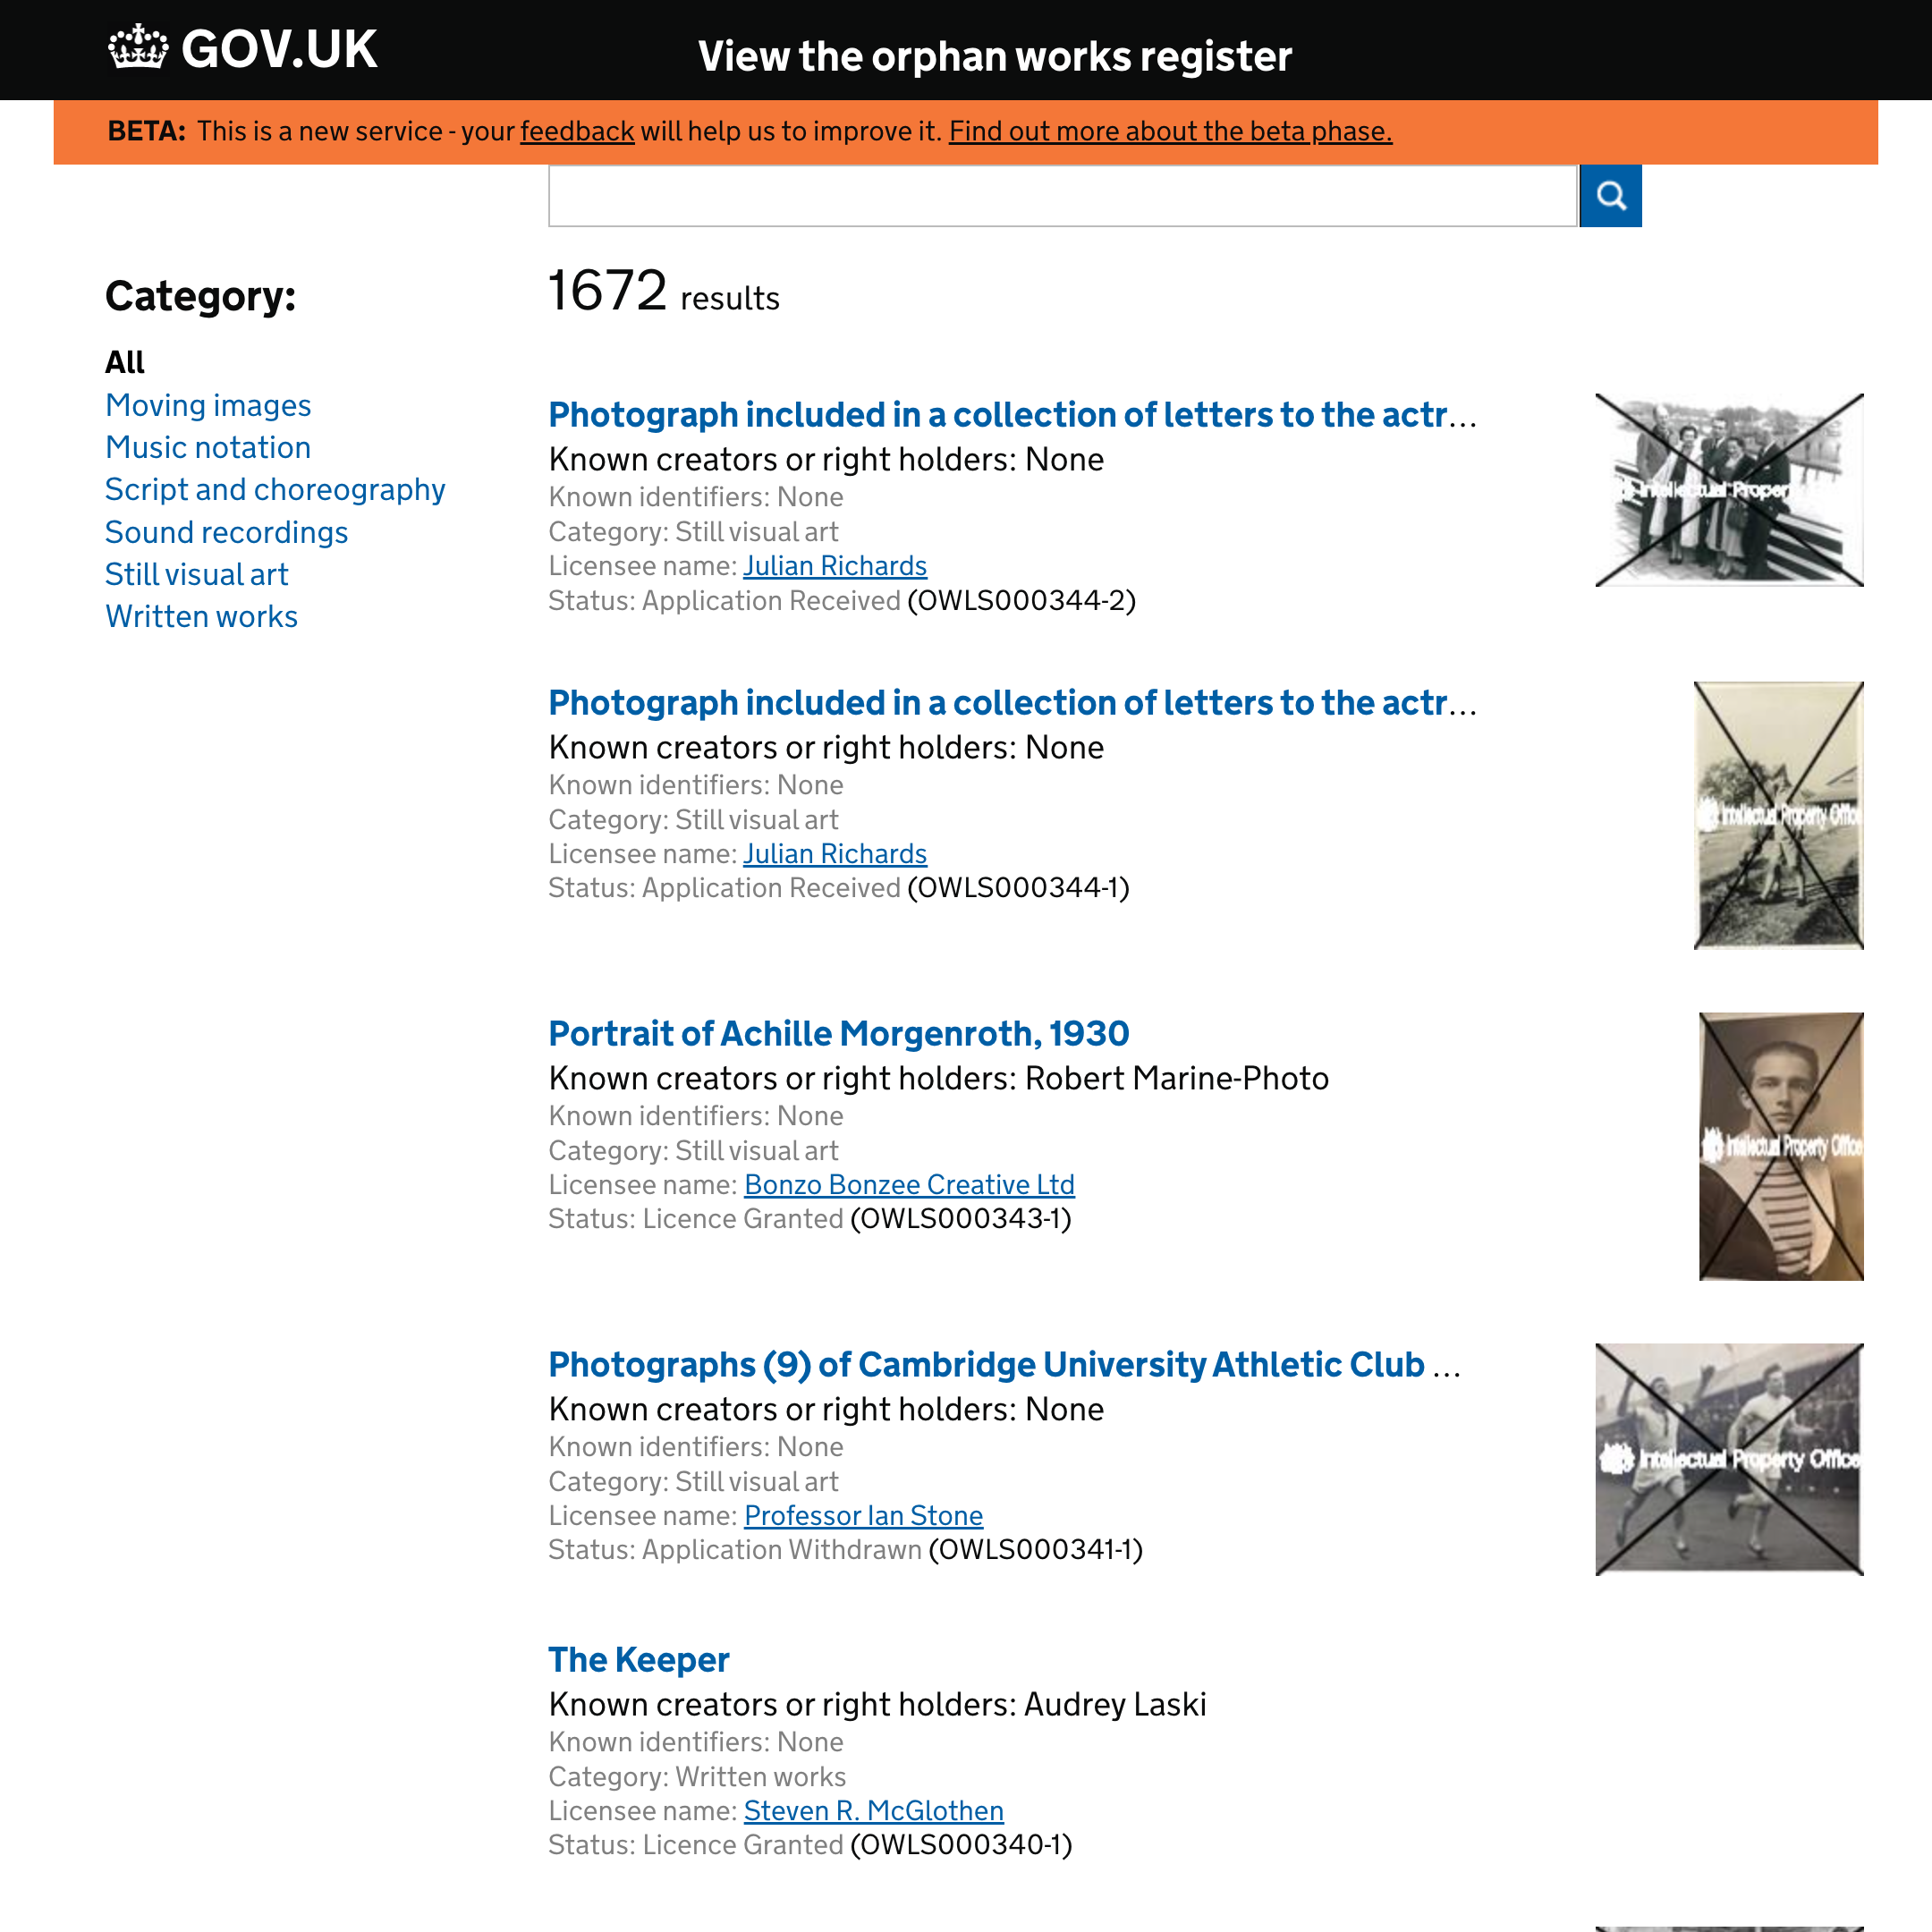 GOV.UK
View the orphan works register
BETA: This is a new service - your feedback will help us to improve it. Find out more about the beta phase.
Category:
All
Moving images
Music notation
Script and choreography
Sound recordings
Still visual art
Written works
1672 results
Photograph included in a collection of letters to the actr...
Known creators or right holders: None
Known identifiers: None
Category: Still visual art
Licensee name: Julian Richards
Status: Application Received (OWLS000344-2)
Intellectual Proper
Photograph included in a collection of letters to the actr...
Known creators or right holders: None
Known identifiers: None
Category: Still visual art
Licensee name: Julian Richards
Status: Application Received (OWLS000344-1)
Intellectual Property Office
Portrait of Achille Morgenroth, 1930
Known creators or right holders: Robert Marine-Photo
Known identifiers: None
Category: Still visual art
Licensee name: Bonzo Bonzee Creative Ltd
Status: Licence Granted (OWLS000343-1)
Intellectual Property Office
Photographs (9) of Cambridge University Athletic Club ...
Known creators or right holders: None
Known identifiers: None
Category: Still visual art
Licensee name: Professor Ian Stone
Status: Application Withdrawn (OWLS000341-1)
Intellectual Property Office
The Keeper
Known creators or right holders: Audrey Laski
Known identifiers: None
Category: Written works
Licensee name: Steven R. McGlothen
Status: Licence Granted (OWLS000340-1)